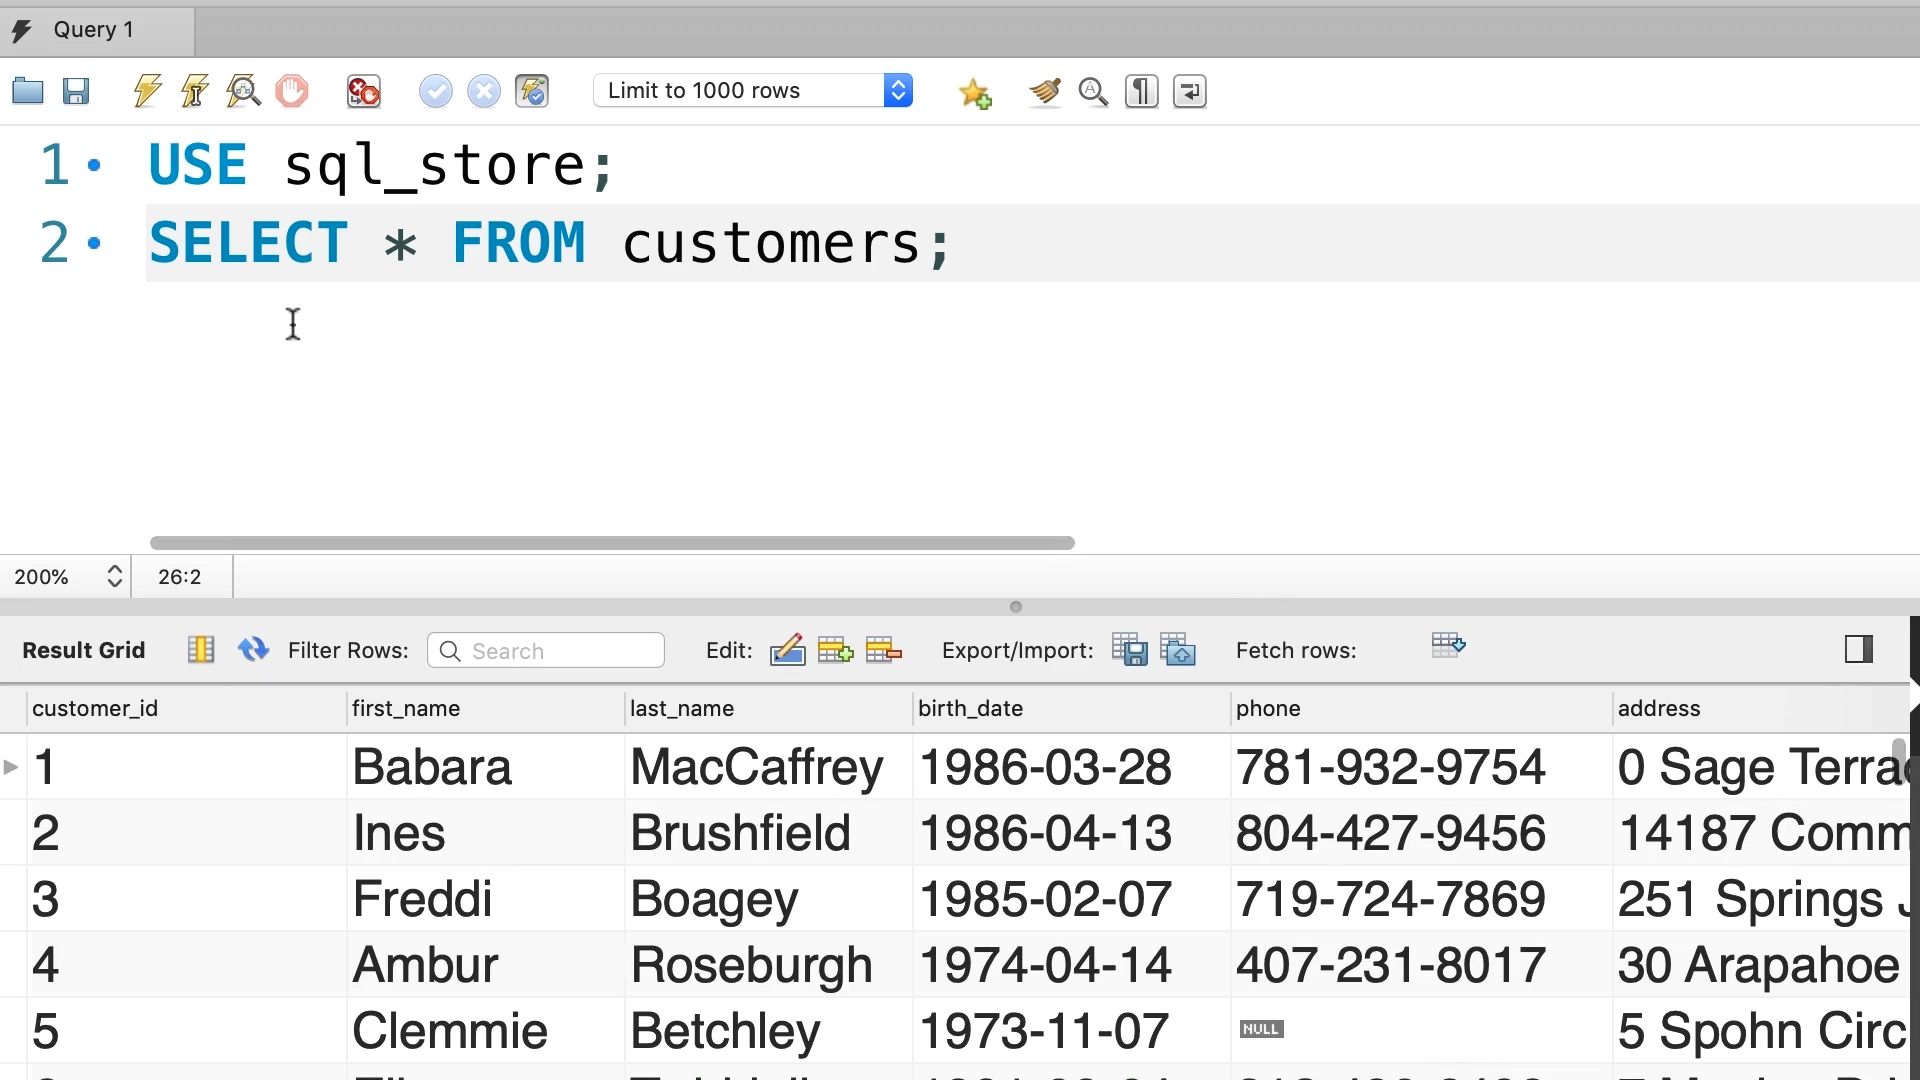 Query 1
Limit to 1000 rows
1 USE sql_store;
2 SELECT * FROM customers;
200% 26:2
Result Grid Filter Rows: Search Edit: Export/Import: Fetch rows:
customer_id first_name last_name birth_date phone address
1 Babara MacCaffrey 1986-03-28 781-932-9754 0 Sage
2 Ines Brushfield 1986-04-13 804-427-9456 14187
3 Freddi Boagey 1985-02-07 719-724-7869 251 Springs
4 Ambur Roseburgh 1974-04-14 407-231-8017 30 Arapahoe
5 Clemmie Betchley 1973-11-07 NULL 5 Spohn